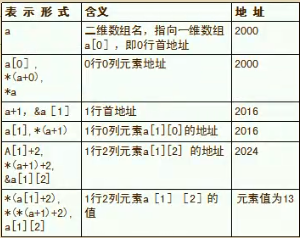 表示形式 含义 地址
a 二维数组名，指向一维数组 2000
a[0]，即0行首地址
a[0], 0行0列元素地址 2000
*(a+0),
*a
a+1，&a[1] 1行首地址 2016
a[1],*(a+1) 1行0列元素a[1][0]的地址 2016
A[1]+2, 1行2列元素a[1][2] 的地址 2024
*(a+1)+2,
&a[1][2]
*(a[1]+2), 1行2列元素a [1] [2]的 元素值为13
*(*(a+1)+2), 值
a[1][2]